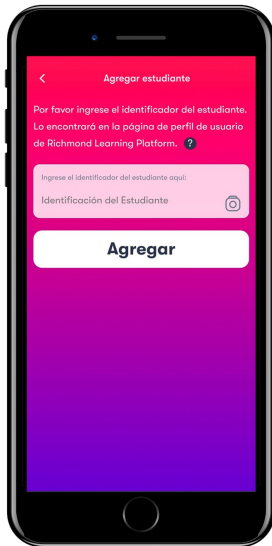 Agregar estudiante
Por favor ingrese el identificador del estudiante.
Lo encontrará en la página de perfil de usuario
de Richmond Learning Platform. ?
Ingrese el identificador del estudiante aquí:
Identificación del Estudiante
Agregar